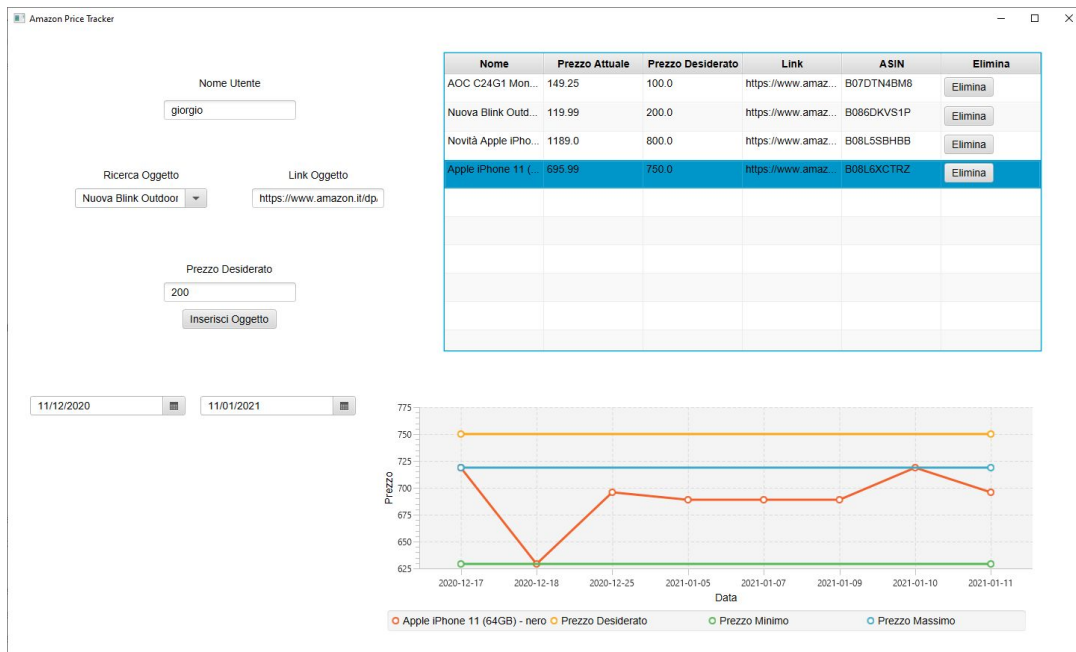 Amazon Price Tracker
Nome Utente
giorgio
Ricerca Oggetto
Link Oggetto
Nuova Blink Outdoor
https://www.amazon.it/dp/
Prezzo Desiderato
200
Inserisci Oggetto
Nome Prezzo Attuale Prezzo Desiderato Link ASIN Elimina
AOC C24G1 Mon... 149.25 100.0 https://www.amaz... B07DTN4BM8 Elimina
Nuova Blink Outd... 119.99 200.0 https://www.amaz... B086DKVS1P Elimina
Novità Apple iPho... 1189.0 800.0 https://www.amaz... B08L5SBHBB Elimina
Apple iPhone 11 (... 695.99 750.0 https://www.amaz... B08L6XCTRZ Elimina
11/12/2020
11/01/2021
775
750
725
700
675
650
625
Prezzo
2020-12-17 2020-12-18 2020-12-25 2021-01-05 2021-01-07 2021-01-09 2021-01-10 2021-01-11
Data
Apple iPhone 11 (64GB) - nero Prezzo Desiderato Prezzo Minimo Prezzo Massimo